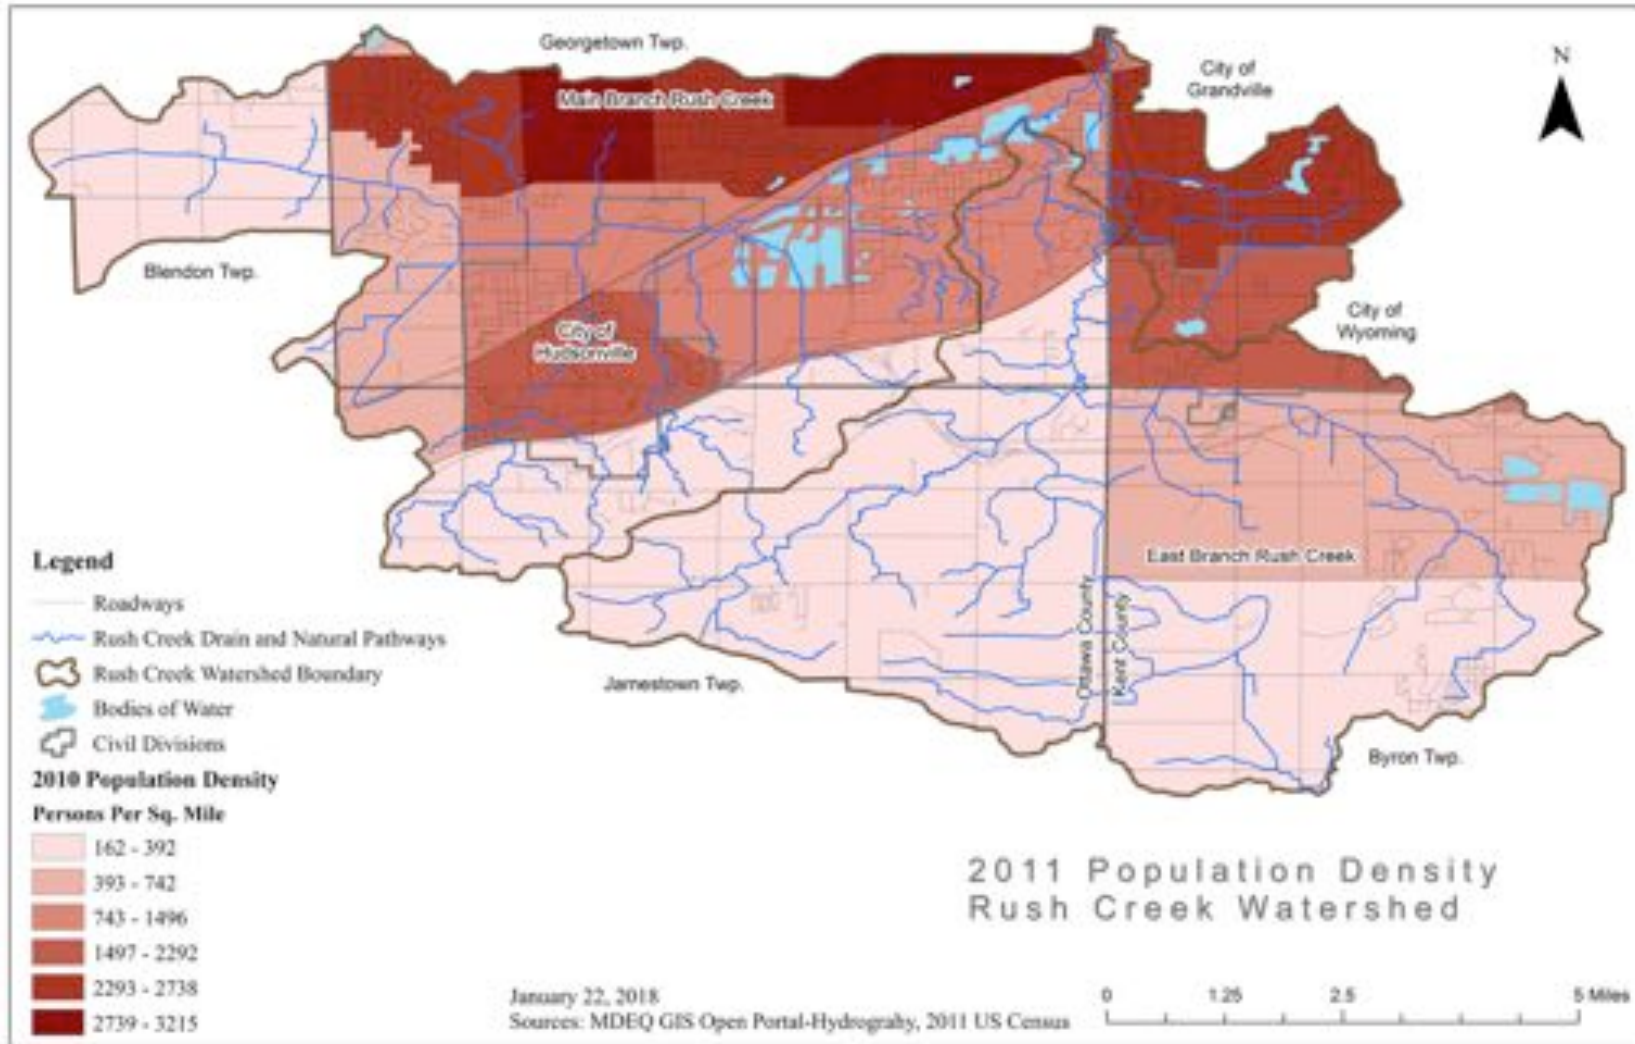 Georgetown Twp.
Main Branch Rush Creek
City of
Grandville
N
Blendon Twp.
City of
Hudsonville
City of
Wyoming
East Branch Rush Creek
Ottawa County
Kent County
Jamestown Twp.
Byron Twp.
Legend
Roadways
Rush Creek Drain and Natural Pathways
Rush Creek Watershed Boundary
Bodies of Water
Civil Divisions
2010 Population Density
Persons Per Sq. Mile
162 - 392
393 - 742
743 - 1496
1497 - 2292
2293 - 2738
2739 - 3215
2011 Population Density
Rush Creek Watershed
January 22, 2018
Sources: MDEQ GIS Open Portal-Hydrograhy, 2011 US Census
0 1.25 2.5 5 Miles